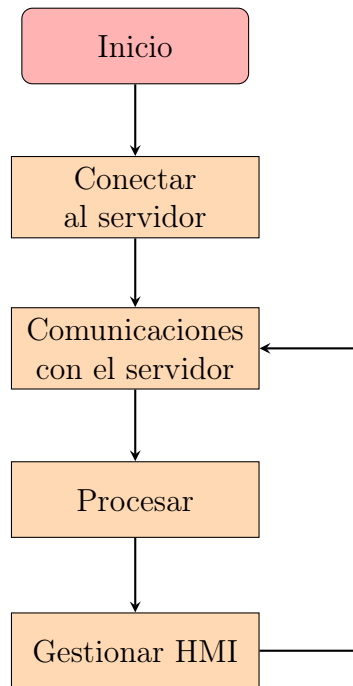 Inicio
Conectar
al servidor
Comunicaciones
con el servidor
Procesar
Gestionar HMI